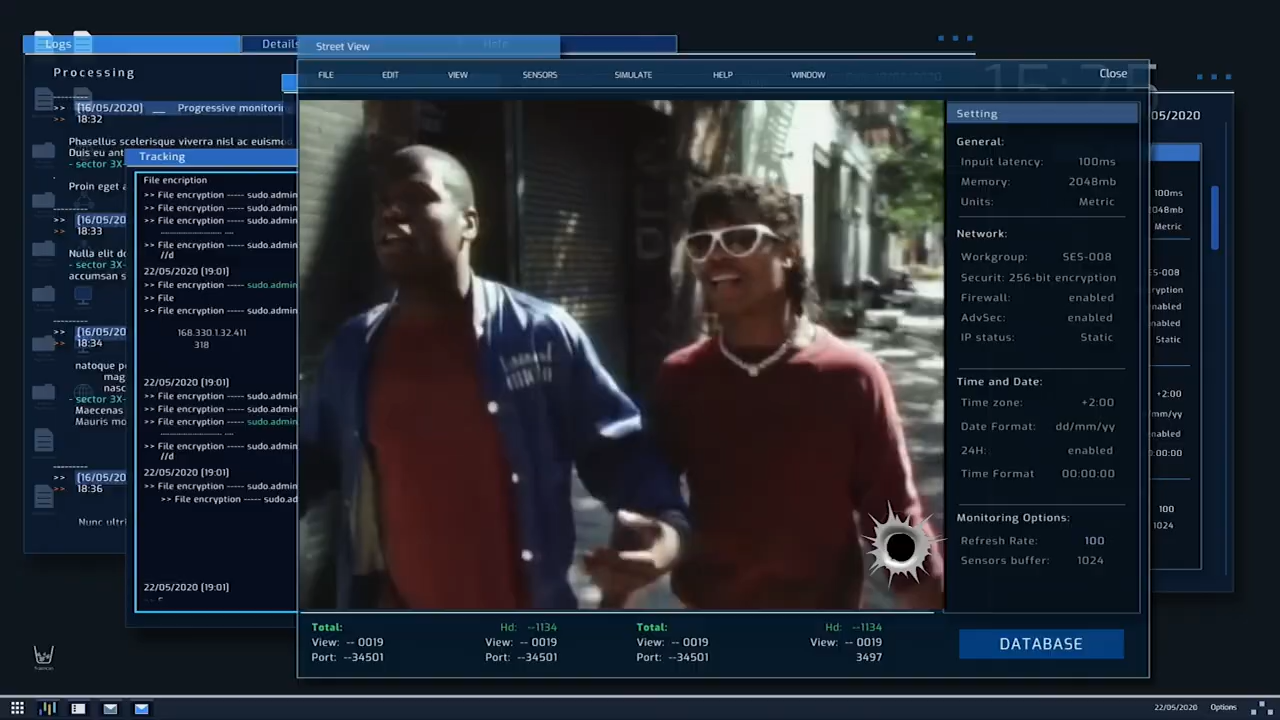 Logs
Details
Help
Processing
--------
>> [16/05/2020] __ Progressive monitorin
>> 18:32
Phasellus scelerisque viverra nisl ac euismod
Duis eu ant
- sector 3X-
Proin eget a
--------
>> [16/05/20
>> 18:33
Nulla elit do
- sector 3X-
accumsan s
--------
>> [16/05/20
>> 18:34
natoque p
mag
nasc
- sector 3X-
Maecenas
Mauris mo
--------
>> [16/05/20
>> 18:36
Nunc ultri
Tracking
File encription
>> File encryption ----- sudo.admin
>> File encryption ----- sudo.admin
>> File encryption ----- sudo.admin
>> File encryption ----- sudo.admin
//d
22/05/2020 [19:01]
>> File encryption ----- sudo.admin
>> File
>> File encryption ----- sudo.admin
168.330.1.32.411
318
22/05/2020 [19:01]
>> File encryption ----- sudo.admin
>> File encryption ----- sudo.admin
>> File encryption ----- sudo.admin
>> File encryption ----- sudo.admin
//d
22/05/2020 [19:01]
>> File encryption ----- sudo.admin
>> File encryption ----- sudo.ad
22/05/2020 [19:01]
Street View
FILE EDIT VIEW SENSORS SIMULATE HELP WINDOW Close
Setting
General:
Inpuit latency: 100ms
Memory: 2048mb
Units: Metric
Network:
Workgroup: SES-008
Securit: 256-bit encryption
Firewall: enabled
AdvSec: enabled
IP status: Static
Time and Date:
Time zone: +2:00
Date Format: dd/mm/yy
24H: enabled
Time Format 00:00:00
Monitoring Options:
Refresh Rate: 100
Sensors buffer: 1024
Total: Hd: --1134 Total: Hd: --1134
View: -- 0019 View: -- 0019 View: -- 0019 View: -- 0019
Port: --34501 Port: --34501 Port: --34501 3497
DATABASE
05/2020
100ms
2048mb
Metric
SES-008
ryption
nabled
nabled
Static
+2:00
mm/yy
nabled
0:00:00
100
1024
22/05/2020 Options